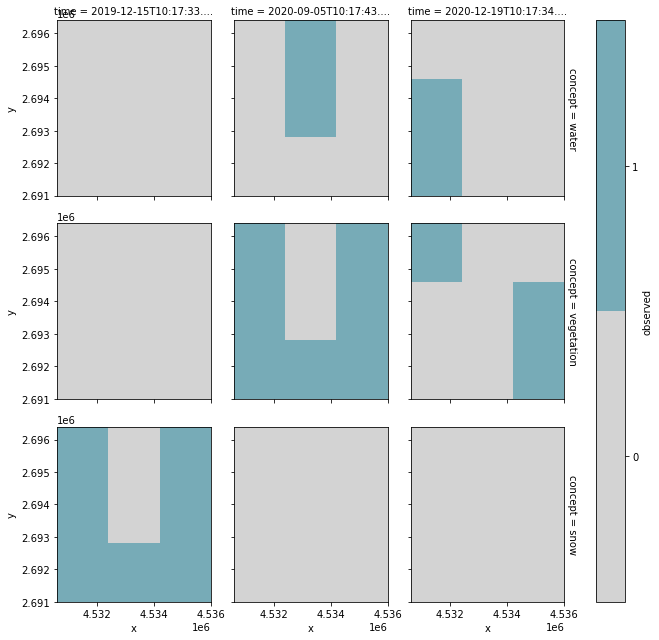 time = 2019-12-15T10:17:33.... time = 2020-09-05T10:17:43.... time = 2020-12-19T10:17:34....
1e6
2.696
2.695
2.694
2.693
2.692
2.691
y
concept = water
1e6
2.696
2.695
2.694
2.693
2.692
2.691
y
concept = vegetation
1e6
2.696
2.695
2.694
2.693
2.692
2.691
y
concept = snow
4.532 4.534 4.536 4.532 4.534 4.536 4.532 4.534 4.536
x 1e6 x 1e6 x 1e6
1
0
observed